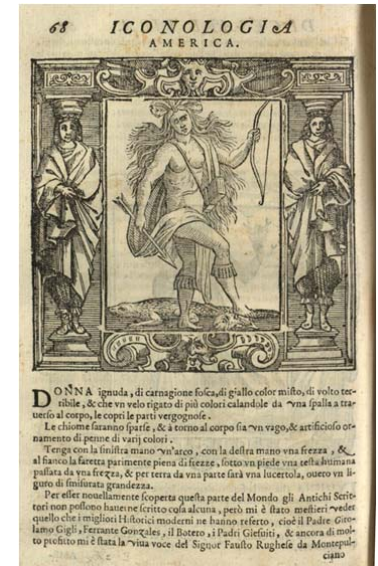 68 ICONOLOGIA
AMERICA.
DONNA ignuda, di carnagione fosca, di giallo color misto, di volto ter-
ribile, & che vn velo rigato di più colori calandole da vna spalla a tra-
uerso al corpo, le copri le parti vergognose.
Le chiome saranno sparse, & à torno al corpo sia vn vago, & artificioso or-
namento di penne di varij colori.
Tenga con la sinistra mano vn'arco, con la destra mano vna frezza, &
al fianco la faretra parimente piena di frezze, sotto vn piede vna testa humana
passata da vna frezza, & per terra da vna parte sarà vna lucertola, ouero vn li-
guro di smisurata grandezza.
Per esser nouellamente scoperta questa parte del Mondo gli Antichi Scrit-
tori non possono hauerne scritto cosa alcuna, però mi è stato mestieri veder
quello che i migliori Historici moderni ne hanno referto, cioè il Padre Giro-
lamo Gigli, Ferrante Gonzales, il Botero, i Padri Giesuiti, & ancora di mol-
to profitto mi è stata la viua voce del Signor Fausto Rughese da Montepul-
ciano